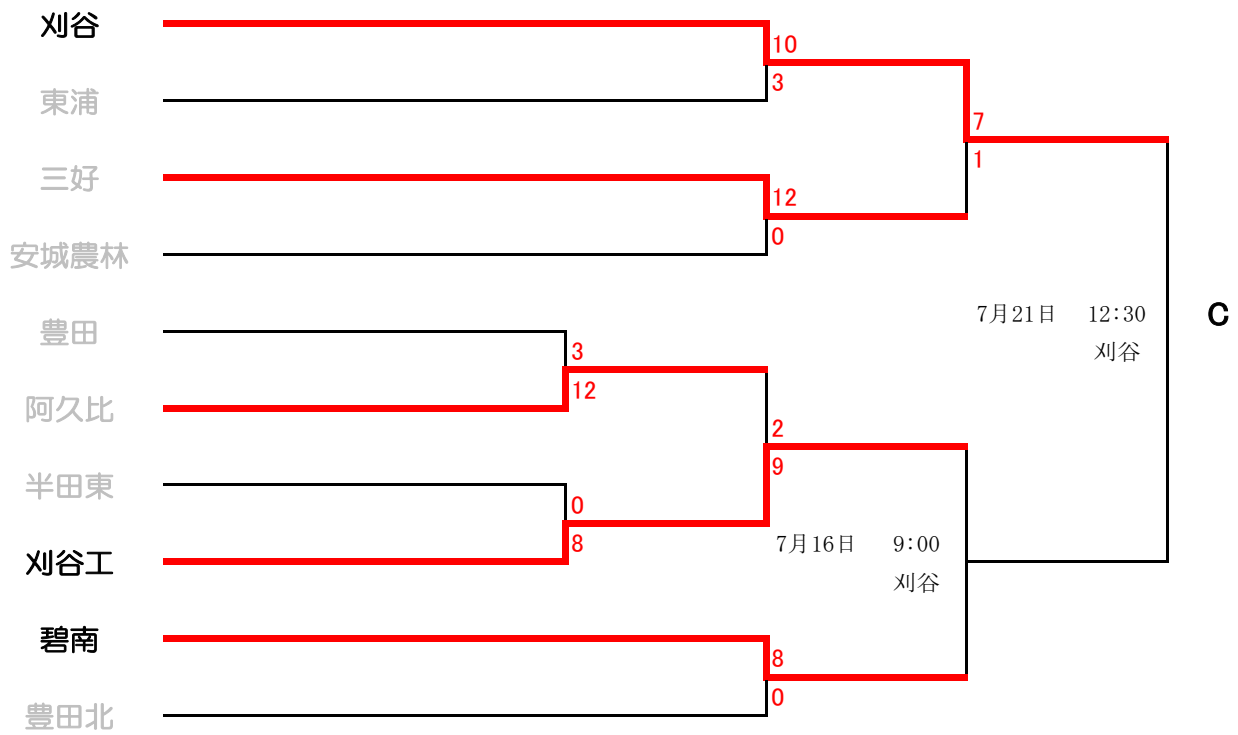 刈谷
10
東浦
3
7
1
三好
12
安城農林
0
7月21日 12:30
刈谷
C
豊田
3
阿久比
12
2
9
半田東
0
刈谷工
8
7月16日 9:00
刈谷
碧南
8
豊田北
0